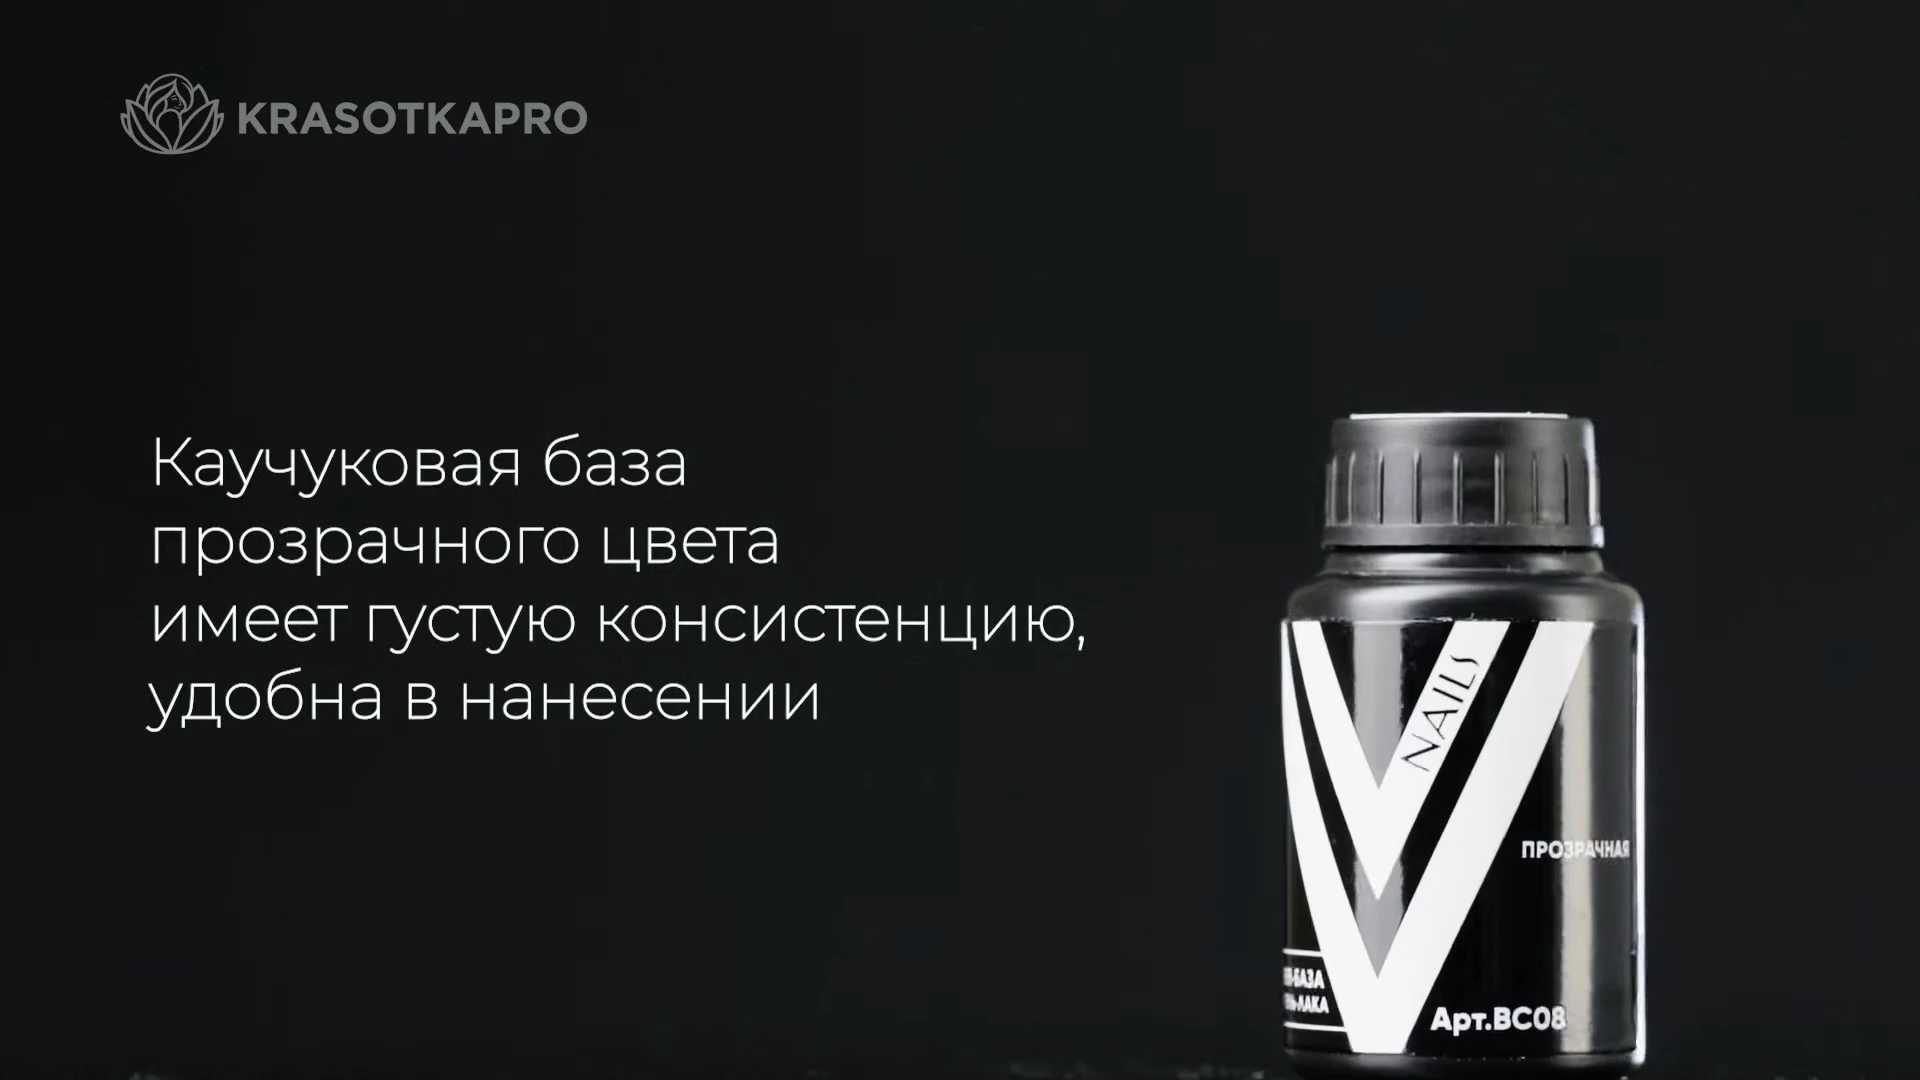 KRASOTKAPRO
Каучуковая база
прозрачного цвета
имеет густую консистенцию,
удобна в нанесении
NAILS
ПРОЗРАЧНАЯ
Арт.BC08